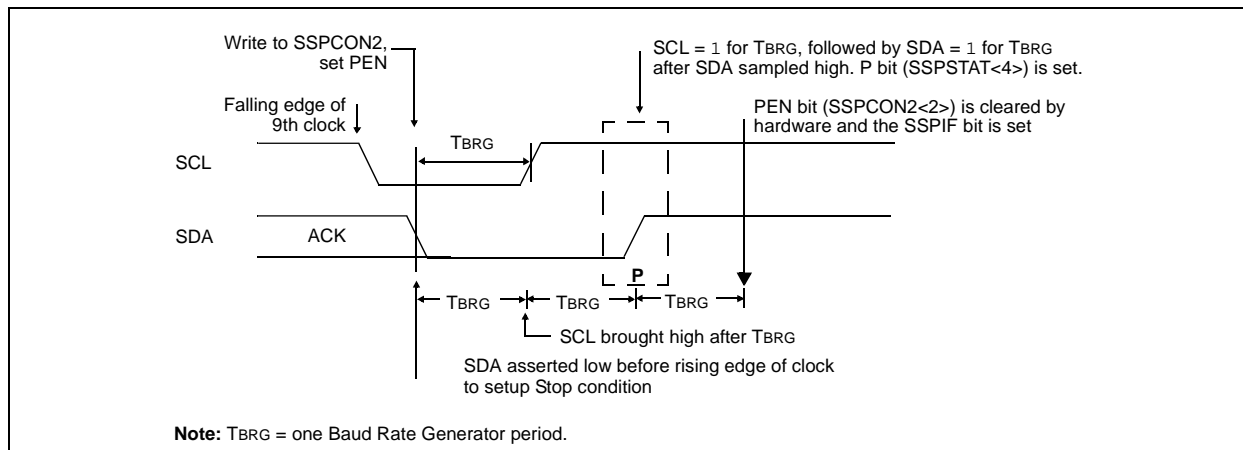 Write to SSPCON2,
set PEN
SCL = 1 for TBRG, followed by SDA = 1 for TBRG
after SDA sampled high. P bit (SSPSTAT<4>) is set.
Falling edge of
9th clock
PEN bit (SSPCON2<2>) is cleared by
hardware and the SSPIF bit is set
TBRG
SCL
SDA
ACK
P
TBRG
TBRG
TBRG
SCL brought high after TBRG
SDA asserted low before rising edge of clock
to setup Stop condition
Note: TBRG = one Baud Rate Generator period.